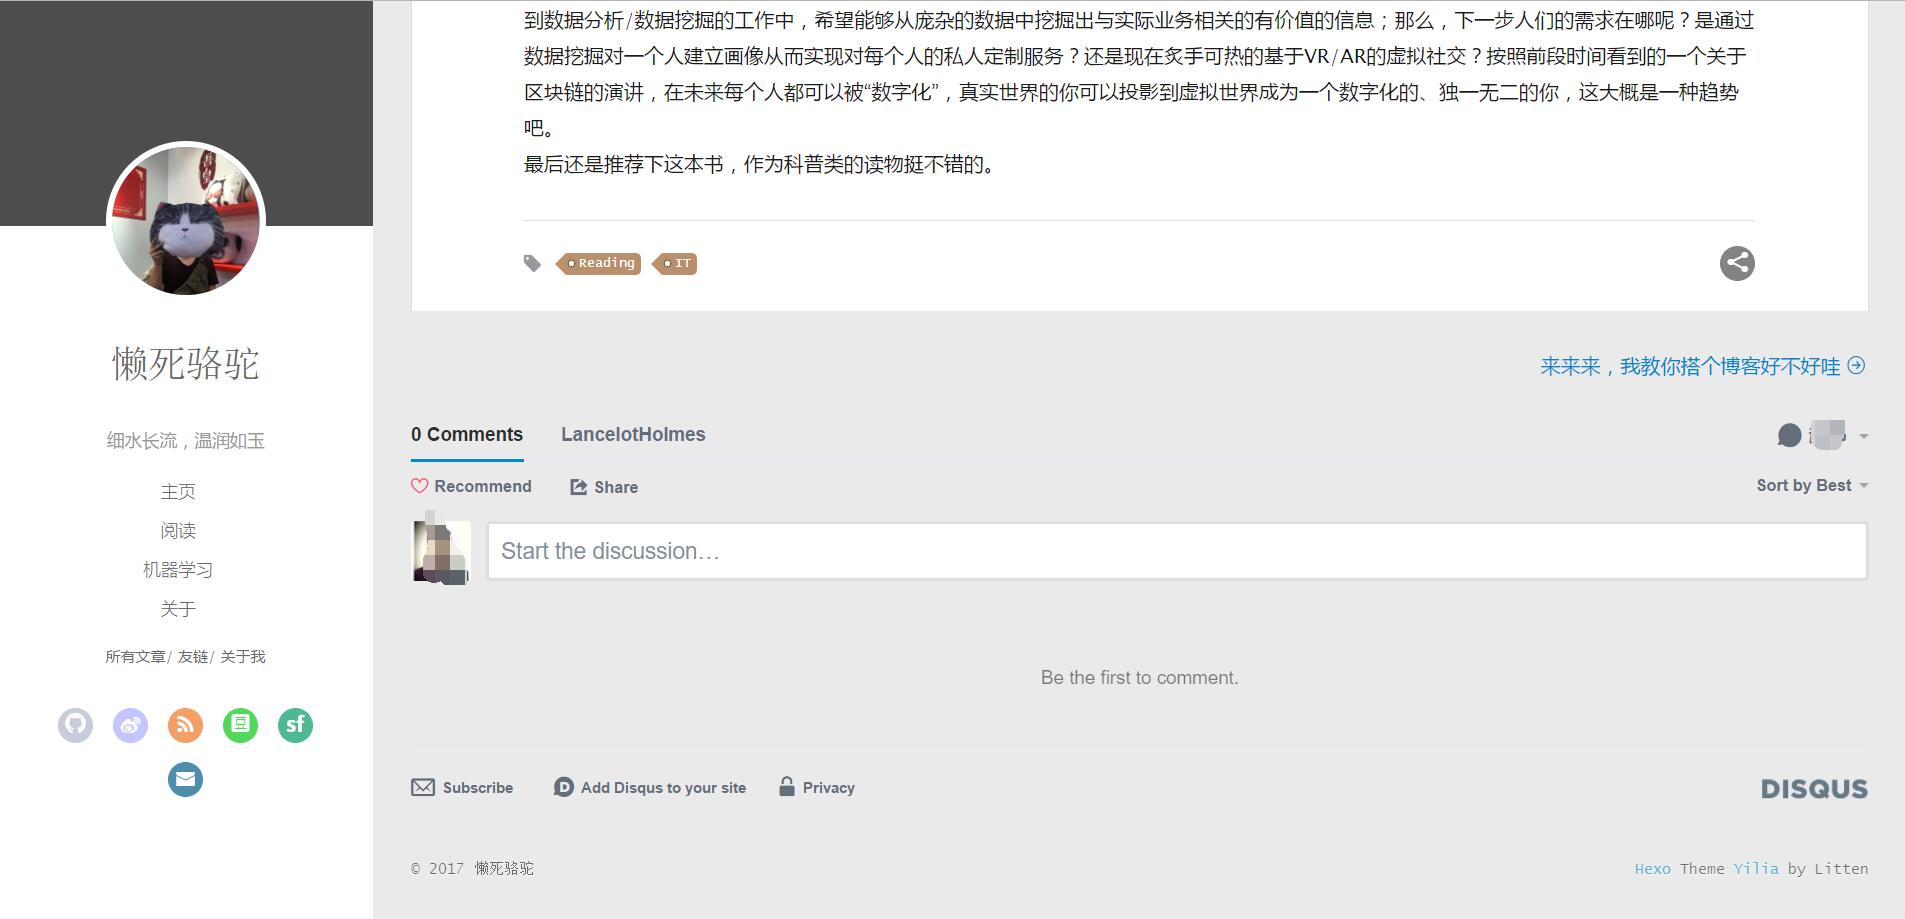 到数据分析/数据挖掘的工作中，希望能够从庞杂的数据中挖掘出与实际业务相关的有价值的信息；那么，下一步人们的需求在哪呢？是通过
数据挖掘对一个人建立画像从而实现对每个人的私人定制服务？还是现在炙手可热的基于VR/AR的虚拟社交？按照前段时间看到的一个关于
区块链的演讲，在未来每个人都可以被“数字化”，真实世界的你可以投影到虚拟世界成为一个数字化的、独一无二的你，这大概是一种趋势
吧。
最后还是推荐下这本书，作为科普类的读物挺不错的。
Reading IT
来来来，我教你搭个博客好不好哇
懒死骆驼
细水长流，温润如玉
主页
阅读
机器学习
关于
所有文章/ 友链/ 关于我
豆 sf
0 Comments LancelotHolmes
Recommend Share Sort by Best
Start the discussion…
Be the first to comment.
Subscribe Add Disqus to your site Privacy DISQUS
© 2017 懒死骆驼 Hexo Theme Yilia by Litten